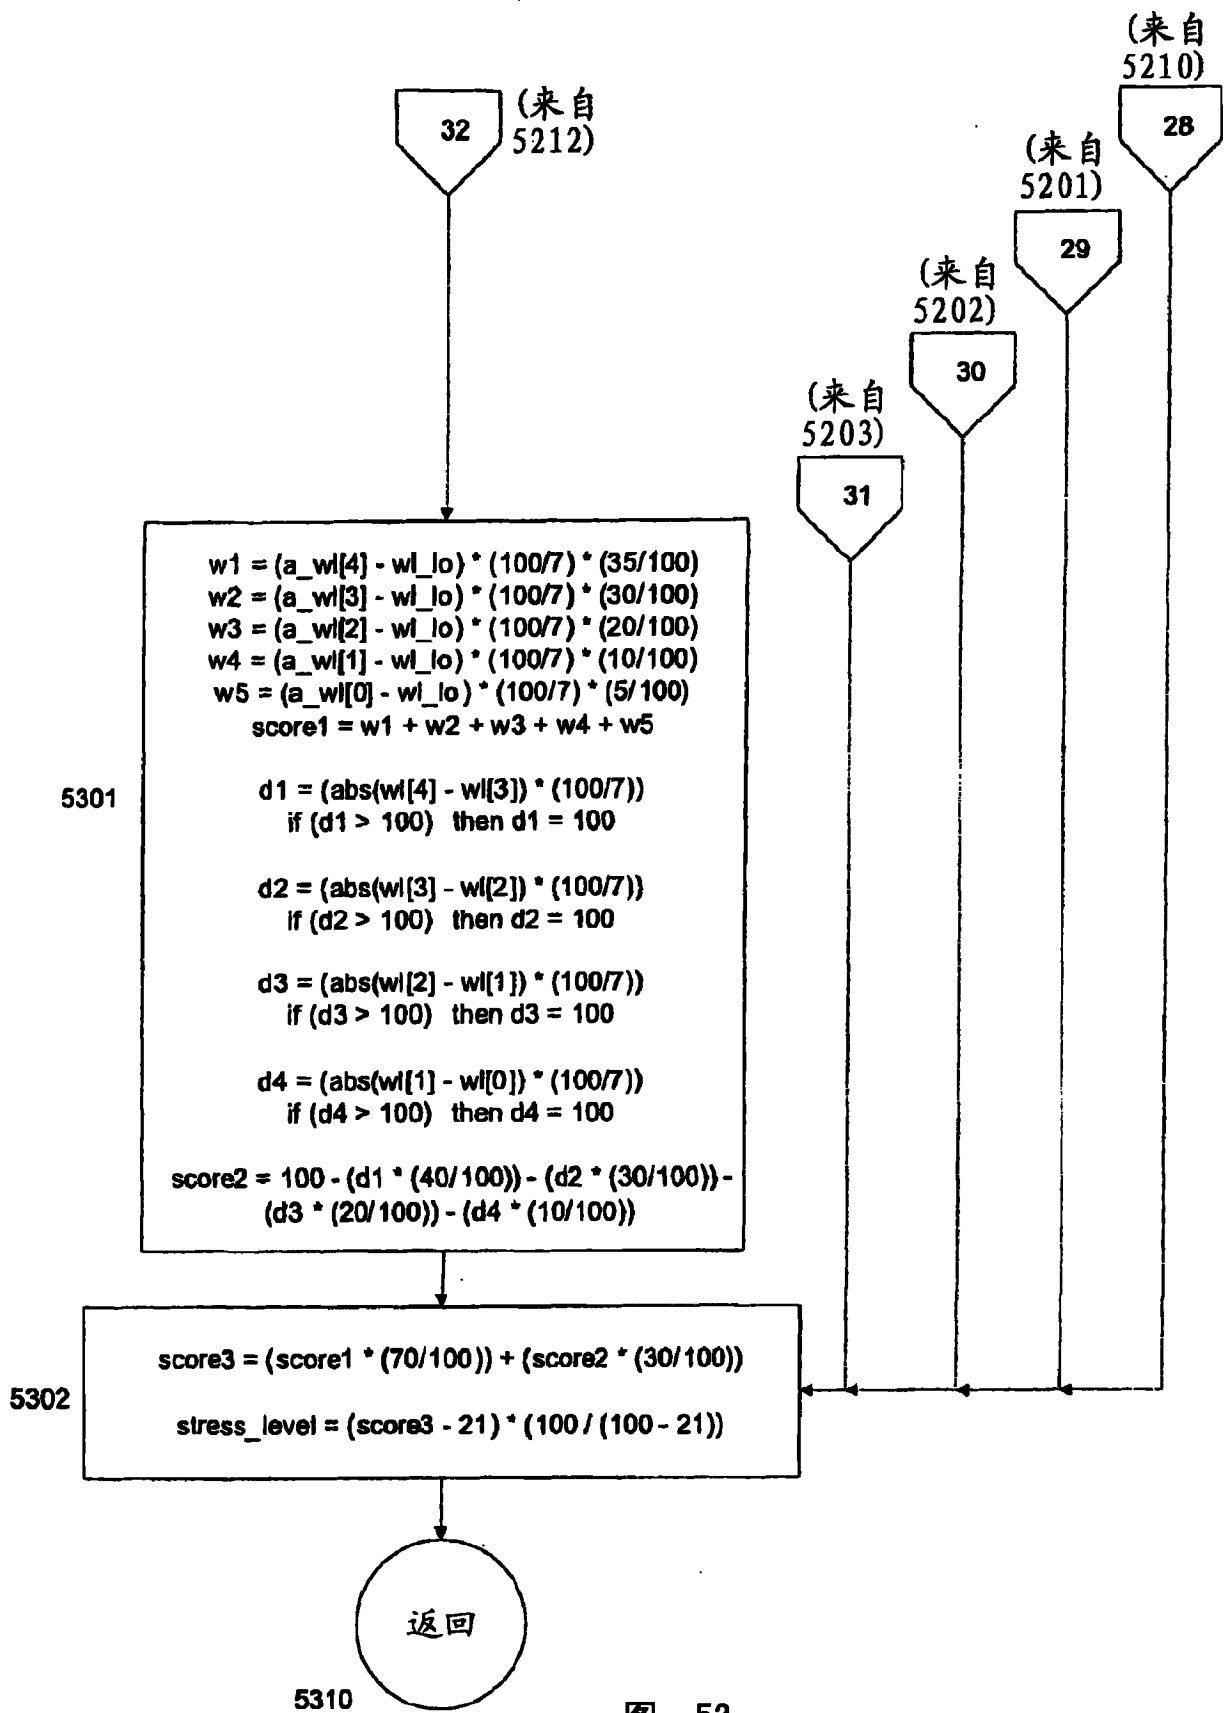 (来自
5210)
28
32
(来自
5212)
(来自
5201)
29
(来自
5202)
30
(来自
5203)
31
w1 = (a_wl[4] - wl_lo) * (100/7) * (35/100)
w2 = (a_wl[3] - wl_lo) * (100/7) * (30/100)
w3 = (a_wl[2] - wl_lo) * (100/7) * (20/100)
w4 = (a_wl[1] - wl_lo) * (100/7) * (10/100)
w5 = (a_wl[0] - wl_lo) * (100/7) * (5/100)
score1 = w1 + w2 + w3 + w4 + w5
5301
d1 = (abs(wl[4] - wl[3]) * (100/7))
if (d1 > 100) then d1 = 100
d2 = (abs(wl[3] - wl[2]) * (100/7))
if (d2 > 100) then d2 = 100
d3 = (abs(wl[2] - wl[1]) * (100/7))
if (d3 > 100) then d3 = 100
d4 = (abs(wl[1] - wl[0]) * (100/7))
if (d4 > 100) then d4 = 100
score2 = 100 - (d1 * (40/100)) - (d2 * (30/100)) -
(d3 * (20/100)) - (d4 * (10/100))
score3 = (score1 * (70/100)) + (score2 * (30/100))
5302
stress_level = (score3 - 21) * (100 / (100 - 21))
返回
5310